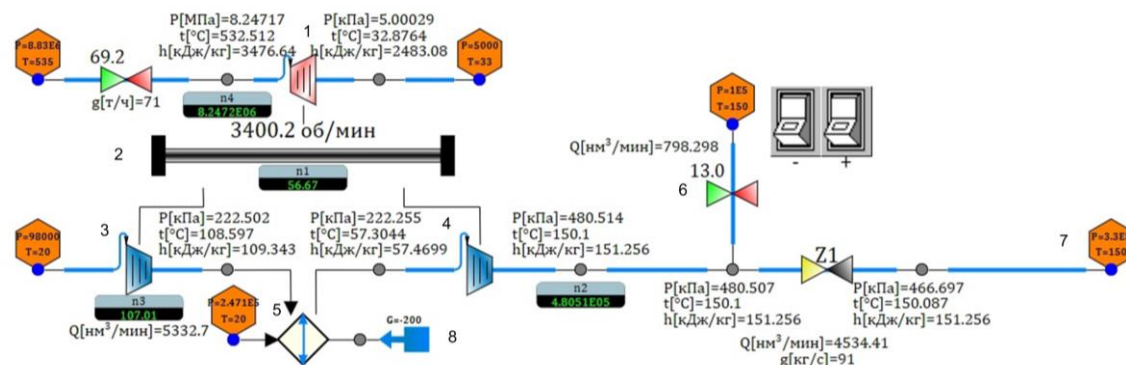 P=8.83E6
T=535
69.2
g[т/ч]=71
P[МПа]=8.24717
t[°C]=532.512
h[кДж/кг]=3476.64
n4
8.2472E06
1
P[кПа]=5.00029
t[°C]=32.8764
h[кДж/кг]=2483.08
P=5000
T=33
3400.2 об/мин
2
n1
56.67
P=98000
T=20
3
P[кПа]=222.502
t[°C]=108.597
h[кДж/кг]=109.343
n3
107.01
Q[нм³/мин]=5332.7
P=2.471E5
T=20
5
P[кПа]=222.255
t[°C]=57.3044
h[кДж/кг]=57.4699
G=-200
8
4
P[кПа]=480.514
t[°C]=150.1
h[кДж/кг]=151.256
n2
4.8051E05
P=1E5
T=150
Q[нм³/мин]=798.298
13.0
6
- +
P[кПа]=480.507
t[°C]=150.1
h[кДж/кг]=151.256
Z1
P[кПа]=466.697
t[°C]=150.087
h[кДж/кг]=151.256
Q[нм³/мин]=4534.41
g[кг/с]=91
7
T=150